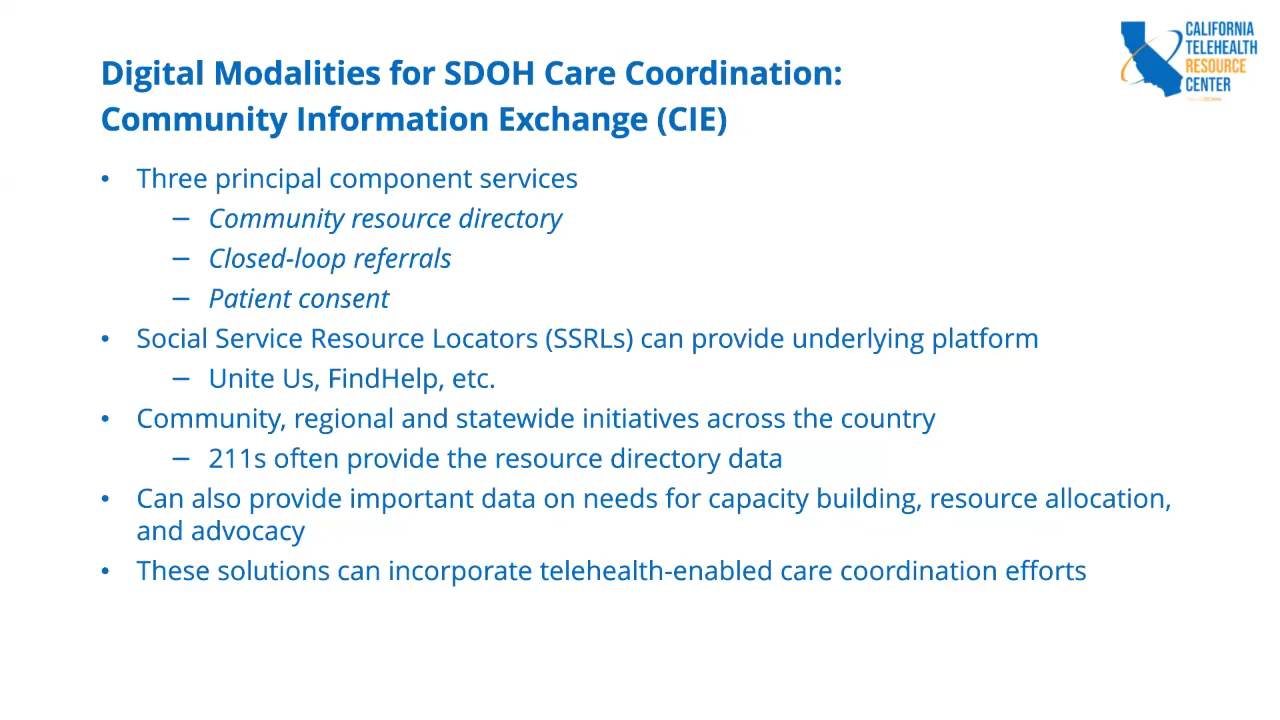 CALIFORNIA
TELEHEALTH
RESOURCE
CENTER
Digital Modalities for SDOH Care Coordination:
Community Information Exchange (CIE)
• Three principal component services
– Community resource directory
– Closed-loop referrals
– Patient consent
• Social Service Resource Locators (SSRLs) can provide underlying platform
– Unite Us, FindHelp, etc.
• Community, regional and statewide initiatives across the country
– 211s often provide the resource directory data
• Can also provide important data on needs for capacity building, resource allocation,
and advocacy
• These solutions can incorporate telehealth-enabled care coordination efforts